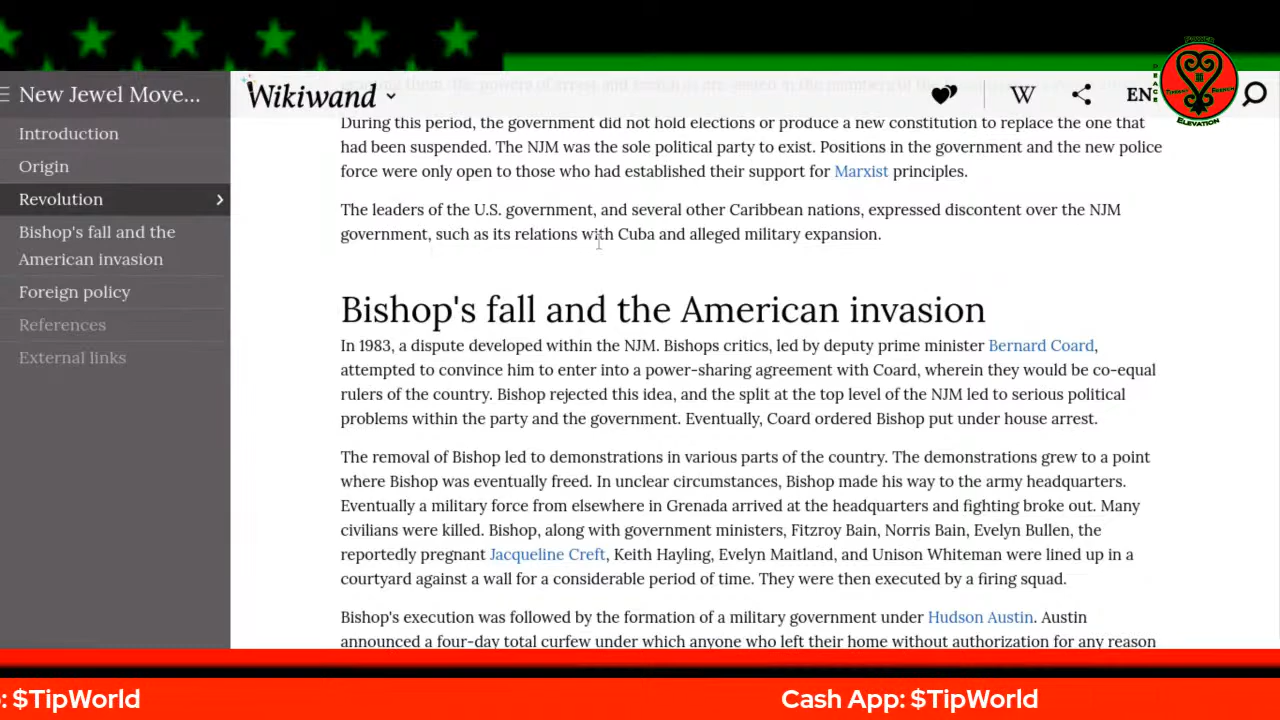 New Jewel Move...
Wikiwand
W
EN
POWER
PEACE
ELEVATION
Introduction
Origin
Revolution
Bishop's fall and the
American invasion
Foreign policy
References
External links
During this period, the government did not hold elections or produce a new constitution to replace the one that
had been suspended. The NJM was the sole political party to exist. Positions in the government and the new police
force were only open to those who had established their support for Marxist principles.
The leaders of the U.S. government, and several other Caribbean nations, expressed discontent over the NJM
government, such as its relations with Cuba and alleged military expansion.
Bishop's fall and the American invasion
In 1983, a dispute developed within the NJM. Bishops critics, led by deputy prime minister Bernard Coard,
attempted to convince him to enter into a power-sharing agreement with Coard, wherein they would be co-equal
rulers of the country. Bishop rejected this idea, and the split at the top level of the NJM led to serious political
problems within the party and the government. Eventually, Coard ordered Bishop put under house arrest.
The removal of Bishop led to demonstrations in various parts of the country. The demonstrations grew to a point
where Bishop was eventually freed. In unclear circumstances, Bishop made his way to the army headquarters.
Eventually a military force from elsewhere in Grenada arrived at the headquarters and fighting broke out. Many
civilians were killed. Bishop, along with government ministers, Fitzroy Bain, Norris Bain, Evelyn Bullen, the
reportedly pregnant Jacqueline Creft, Keith Hayling, Evelyn Maitland, and Unison Whiteman were lined up in a
courtyard against a wall for a considerable period of time. They were then executed by a firing squad.
Bishop's execution was followed by the formation of a military government under Hudson Austin. Austin
announced a four-day total curfew under which anyone who left their home without authorization for any reason
: $TipWorld
Cash App: $TipWorld